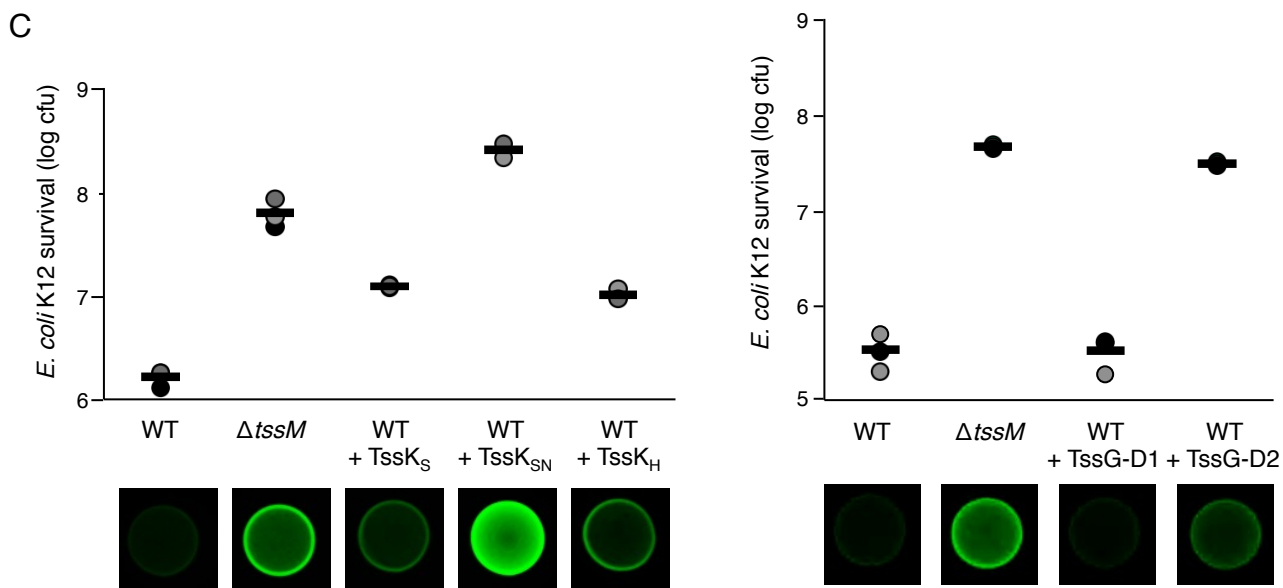 C
E. coli K12 survival (log cfu)
9
8
7
6
WT
ΔtssM
WT
+ TssKS
WT
+ TssKSN
WT
+ TssKH
E. coli K12 survival (log cfu)
9
8
7
6
5
WT
ΔtssM
WT
+ TssG-D1
WT
+ TssG-D2